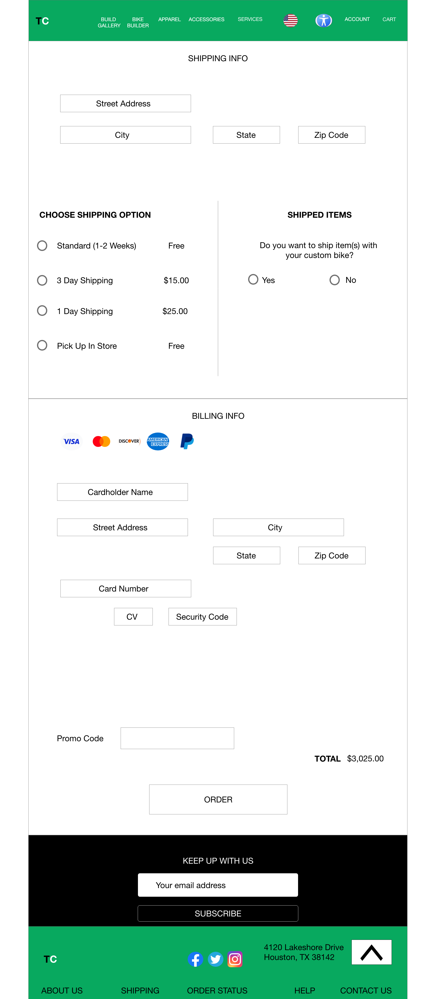 TC
BUILD
GALLERY
BIKE
BUILDER
APPAREL
ACCESSORIES
SERVICES
ACCOUNT
CART
SHIPPING INFO
Street Address
City
State
Zip Code
CHOOSE SHIPPING OPTION
Standard (1-2 Weeks) Free
3 Day Shipping $15.00
1 Day Shipping $25.00
Pick Up In Store Free
SHIPPED ITEMS
Do you want to ship item(s) with
your custom bike?
Yes
No
BILLING INFO
VISA
DISCOVER
AMERICAN
EXPRESS
Cardholder Name
Street Address
City
State
Zip Code
Card Number
CV
Security Code
Promo Code
TOTAL $3,025.00
ORDER
KEEP UP WITH US
Your email address
SUBSCRIBE
TC
4120 Lakeshore Drive
Houston, TX 38142
ABOUT US
SHIPPING
ORDER STATUS
HELP
CONTACT US